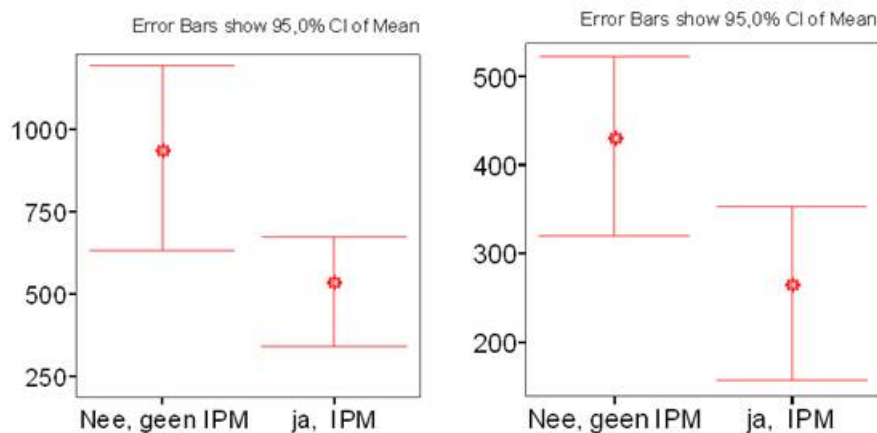 Error Bars show 95,0% CI of Mean
1000
750
500
250
Nee, geen IPM ja, IPM
Error Bars show 95,0% CI of Mean
500
400
300
200
Nee, geen IPM ja, IPM